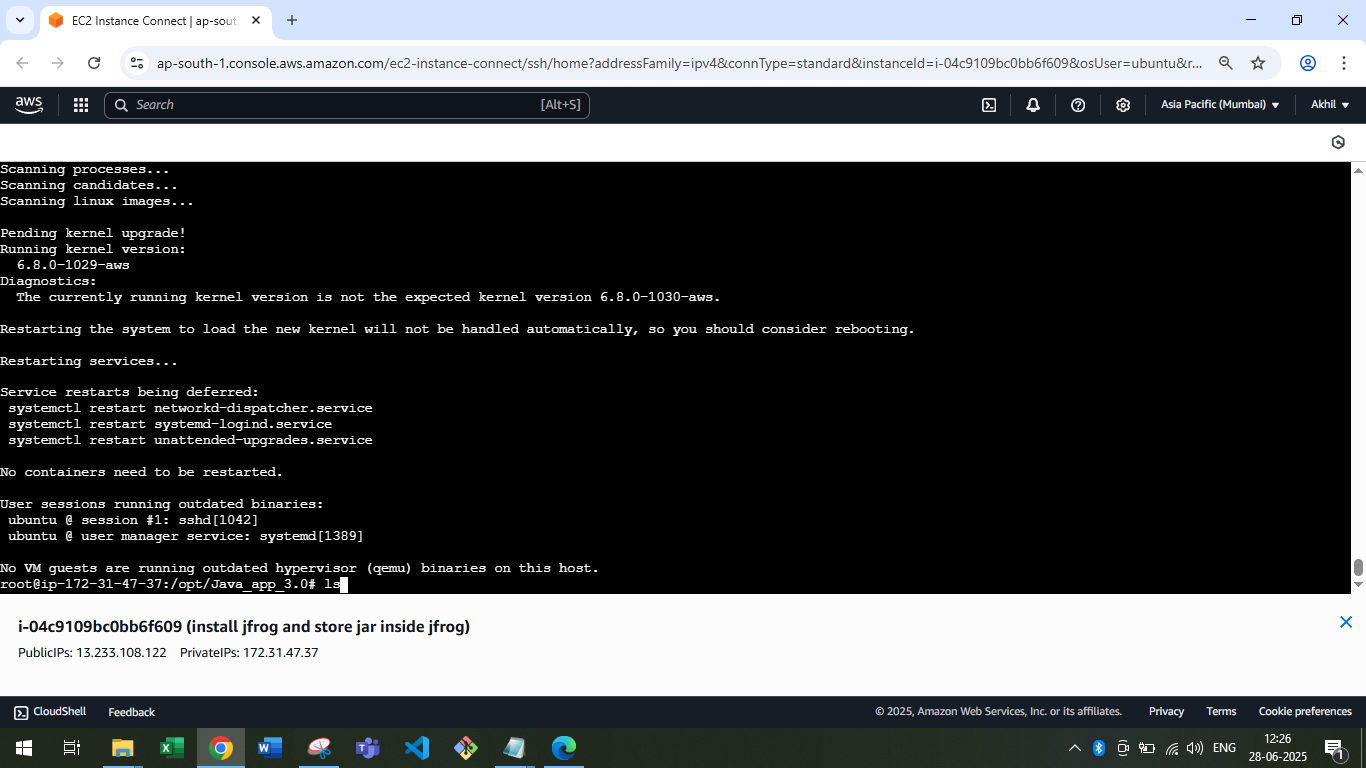 EC2 Instance Connect | ap-sout
ap-south-1.console.aws.amazon.com/ec2-instance-connect/ssh/home?addressFamily=ipv4&connType=standard&instanceId=i-04c9109bc0bb6f609&osUser=ubuntu&r...
aws
Search
[Alt+S]
Asia Pacific (Mumbai)
Akhil
Scanning processes...
Scanning candidates...
Scanning linux images...
Pending kernel upgrade!
Running kernel version:
6.8.0-1029-aws
Diagnostics:
The currently running kernel version is not the expected kernel version 6.8.0-1030-aws.
Restarting the system to load the new kernel will not be handled automatically, so you should consider rebooting.
Restarting services...
Service restarts being deferred:
systemctl restart networkd-dispatcher.service
systemctl restart systemd-logind.service
systemctl restart unattended-upgrades.service
No containers need to be restarted.
User sessions running outdated binaries:
ubuntu @ session #1: sshd[1042]
ubuntu @ user manager service: systemd[1389]
No VM guests are running outdated hypervisor (qemu) binaries on this host.
root@ip-172-31-47-37:/opt/Java_app_3.0# ls
i-04c9109bc0bb6f609 (install jfrog and store jar inside jfrog)
PublicIPs: 13.233.108.122 PrivateIPs: 172.31.47.37
CloudShell Feedback © 2025, Amazon Web Services, Inc. or its affiliates. Privacy Terms Cookie preferences
ENG
12:26
28-06-2025
1